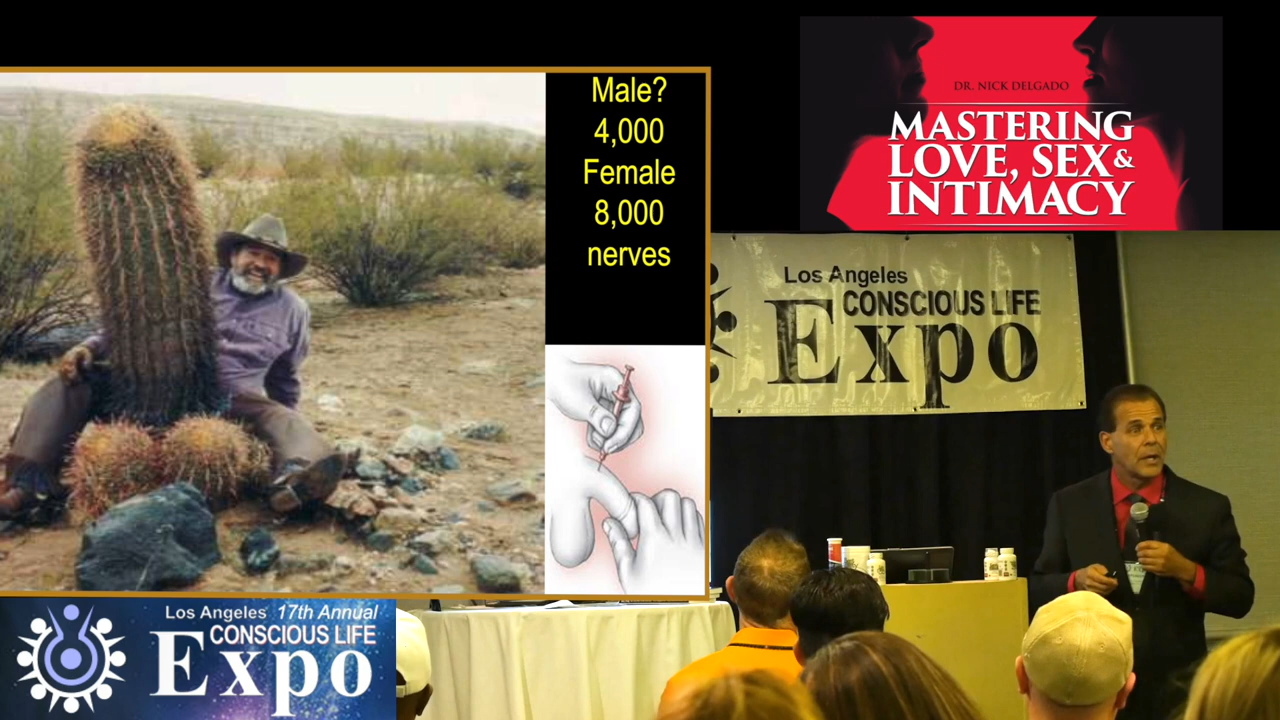 Male?
4,000
Female
8,000
nerves
DR. NICK DELGADO
MASTERING
LOVE, SEX &
INTIMACY
Los Angeles
CONSCIOUS LIFE
Expo
Los Angeles 17th Annual
CONSCIOUS LIFE
Expo